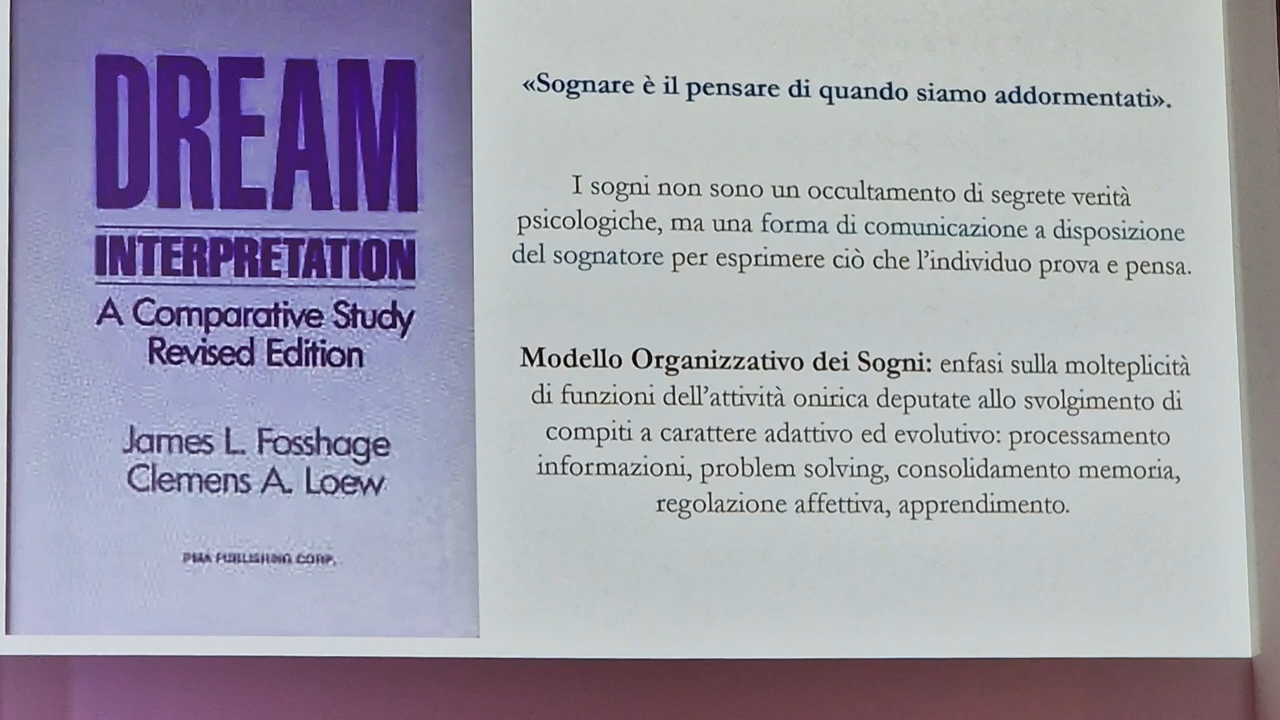 DREAM
INTERPRETATION
A Comparative Study
Revised Edition
James L. Fosshage
Clemens A. Loew
PMA PUBLISHING CORP.
«Sognare è il pensare di quando siamo addormentati».
I sogni non sono un occultamento di segrete verità
psicologiche, ma una forma di comunicazione a disposizione
del sognatore per esprimere ciò che l'individuo prova e pensa.
Modello Organizzativo dei Sogni: enfasi sulla molteplicità
di funzioni dell'attività onirica deputate allo svolgimento di
compiti a carattere adattivo ed evolutivo: processamento
informazioni, problem solving, consolidamento memoria,
regolazione affettiva, apprendimento.